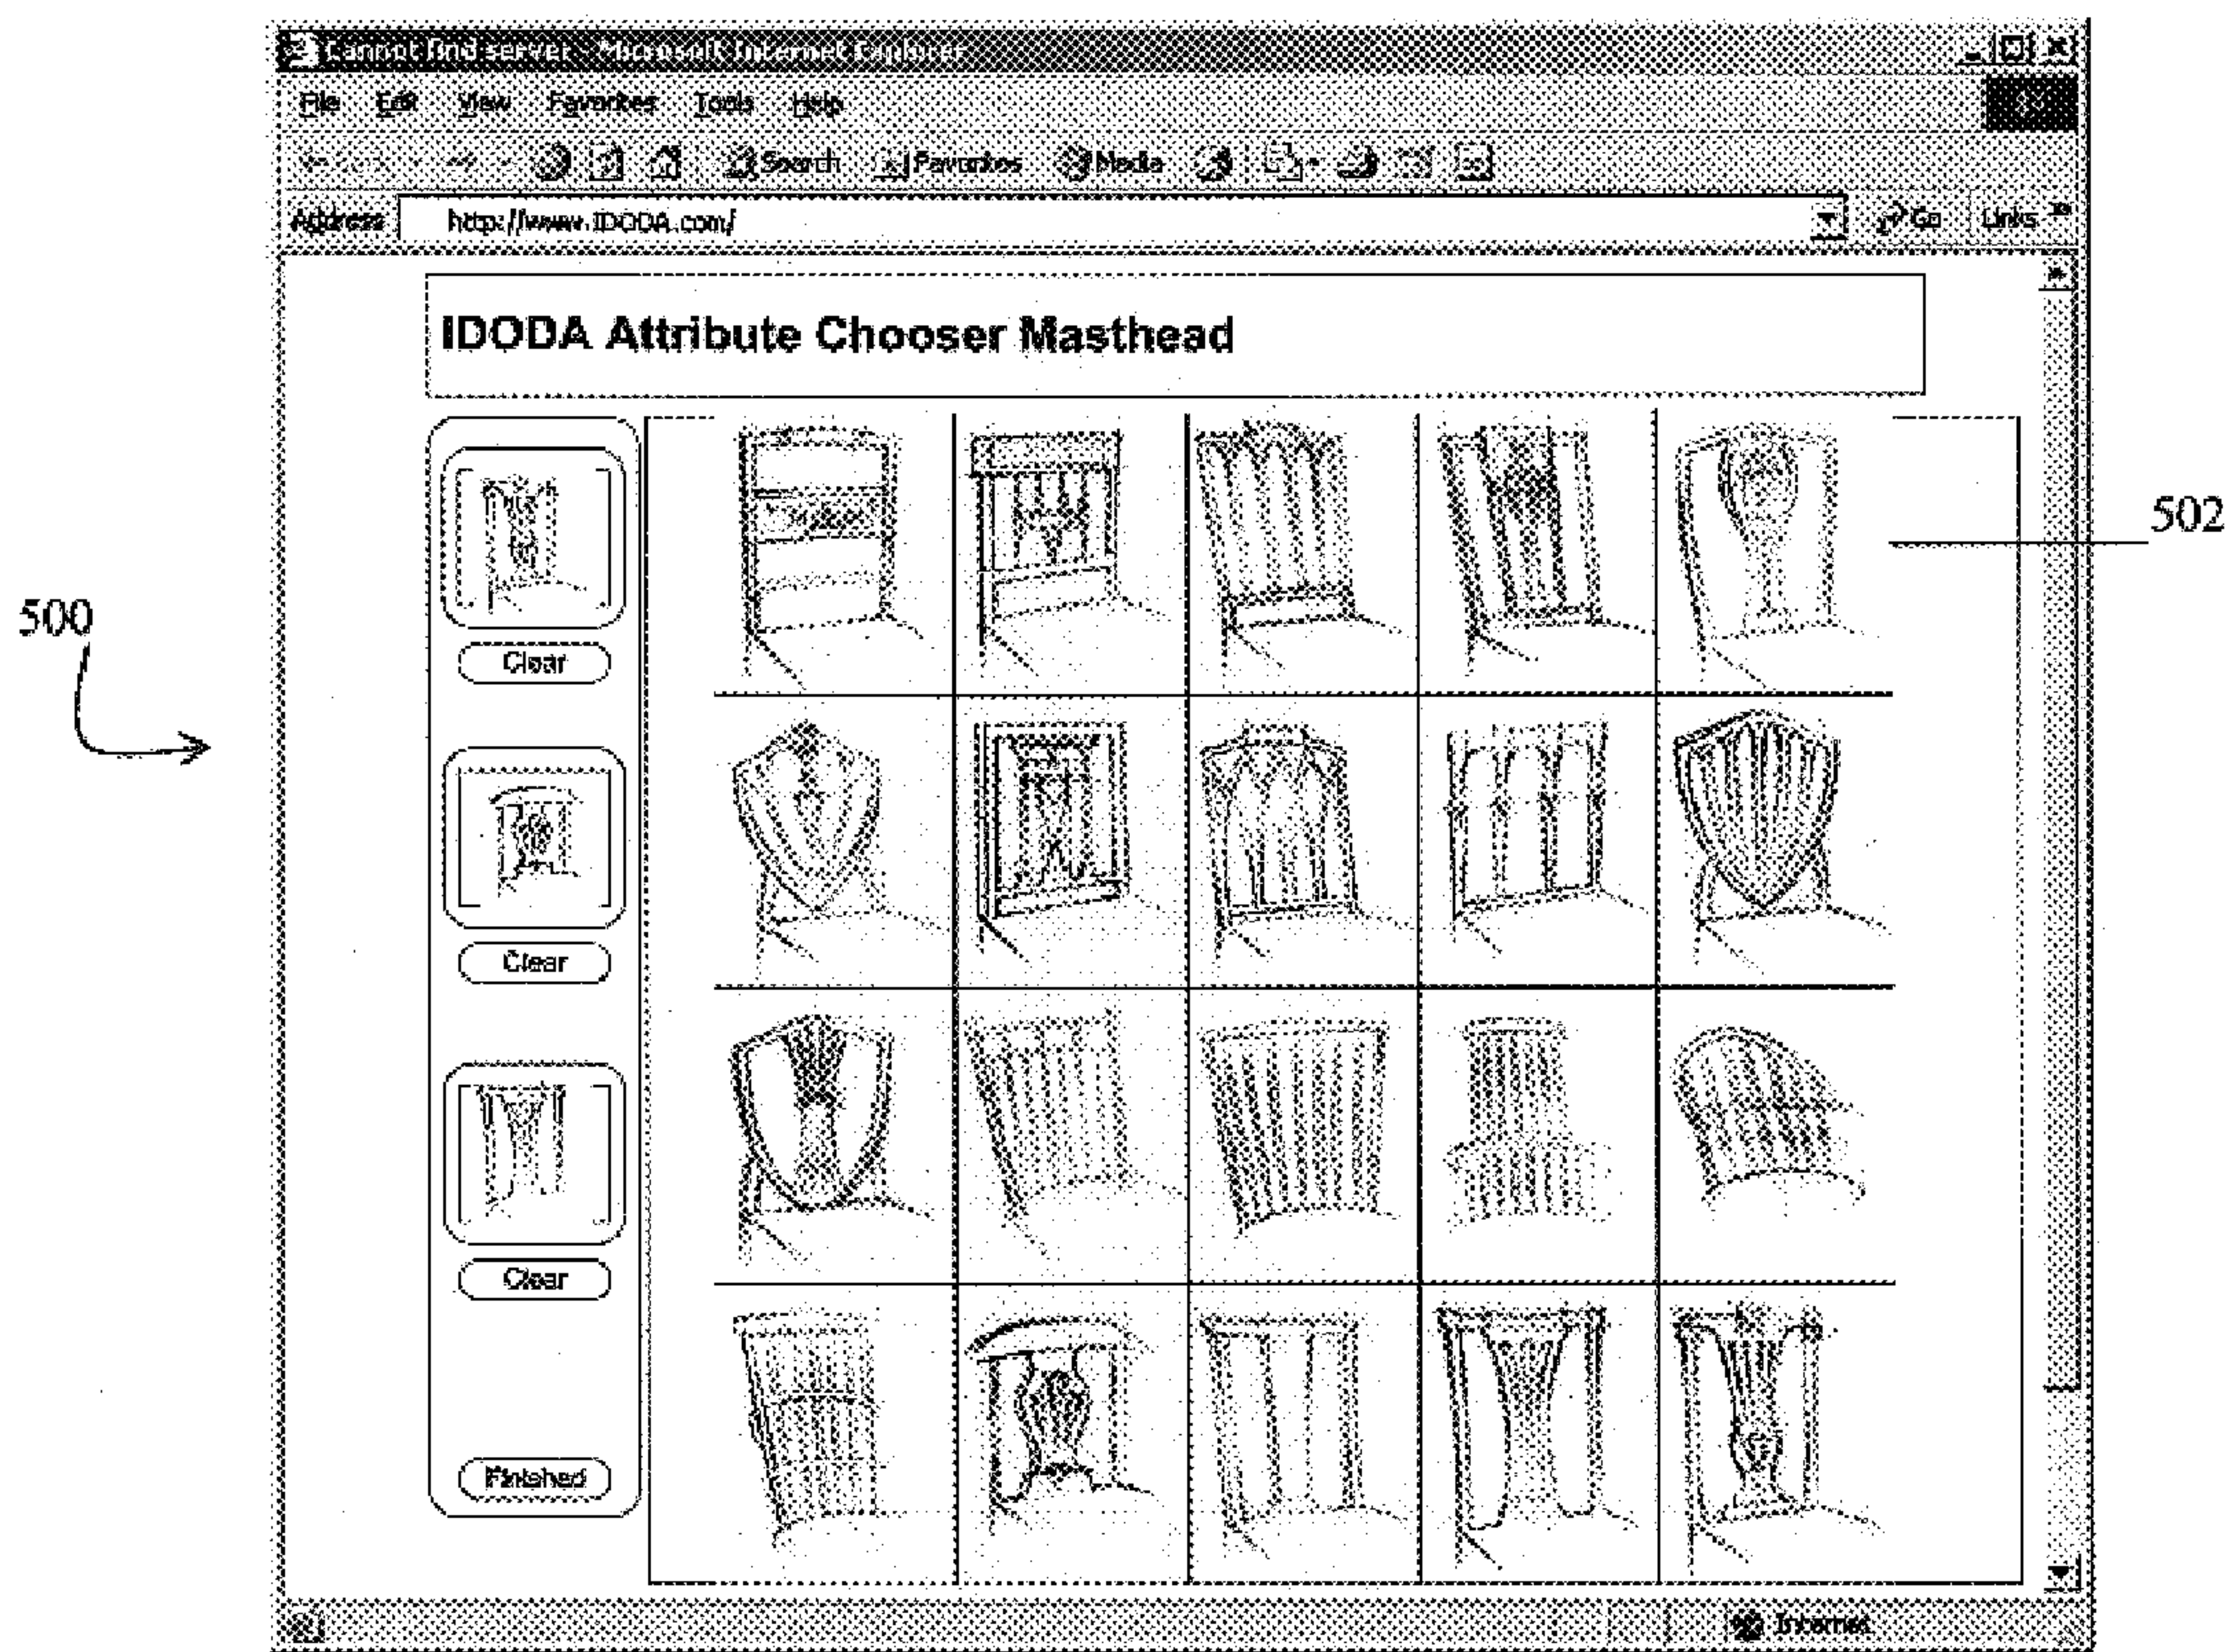 Cannot find server - Microsoft Internet Explorer
File Edit View Favorites Tools Help
Search Favorites Media
Address http://www.IDODA.com/ Go Links »
IDODA Attribute Chooser Masthead
502
500
Clear
Clear
Clear
Finished
Internet